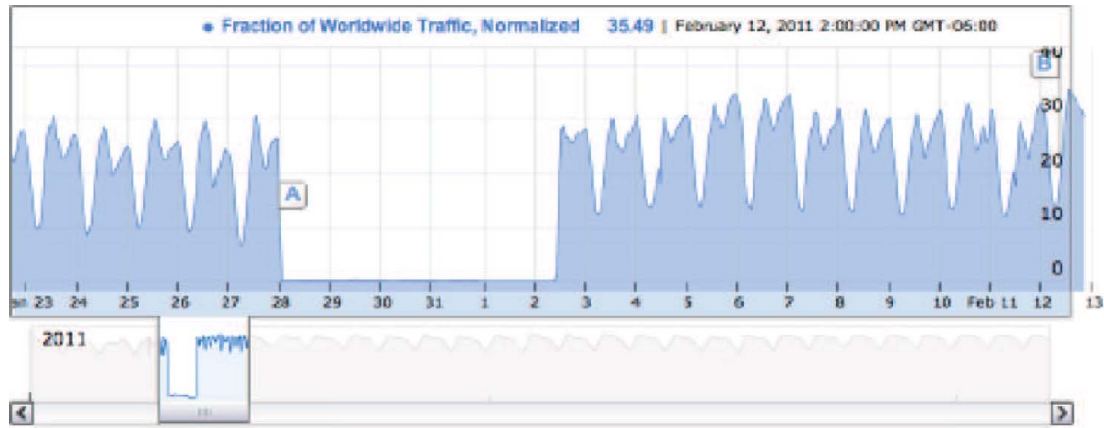 Fraction of Worldwide Traffic, Normalized 35.49 | February 12, 2011 2:00:00 PM GMT-05:00
40
B
30
A
20
10
0
23 24 25 26 27 28 29 30 31 1 2 3 4 5 6 7 8 9 10 Feb 11 12 13
2011